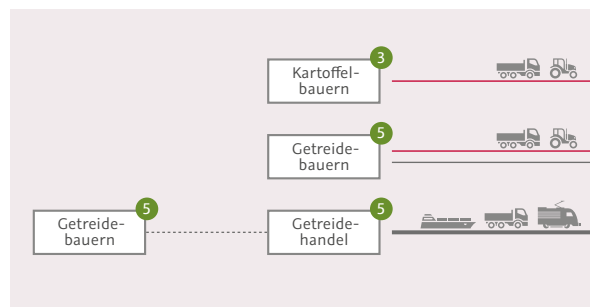 3
Kartoffel-
bauern
5
Getreide-
bauern
5
Getreide-
bauern
5
Getreide-
handel